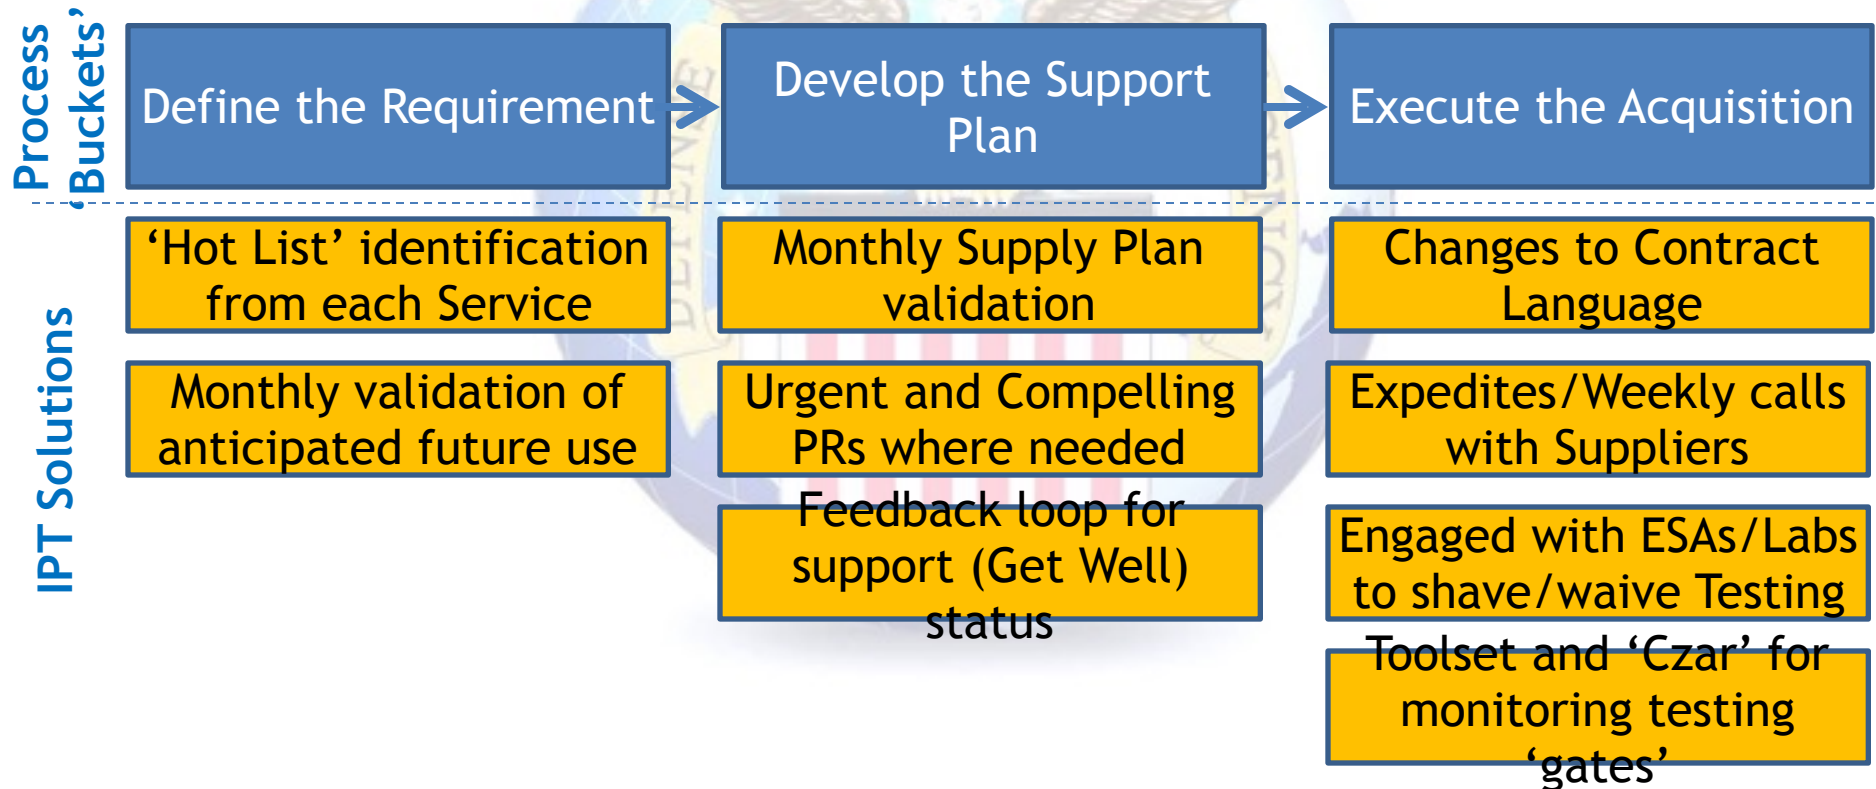 Process
‘Buckets’
Define the Requirement
Develop the Support
Plan
Execute the Acquisition
IPT Solutions
‘Hot List’ identification
from each Service
Monthly Supply Plan
validation
Changes to Contract
Language
Monthly validation of
anticipated future use
Urgent and Compelling
PRs where needed
Expedites/Weekly calls
with Suppliers
Feedback loop for
support (Get Well)
status
Engaged with ESAs/Labs
to shave/waive Testing
Toolset and ‘Czar’ for
monitoring testing
‘gates’
DEFENSE